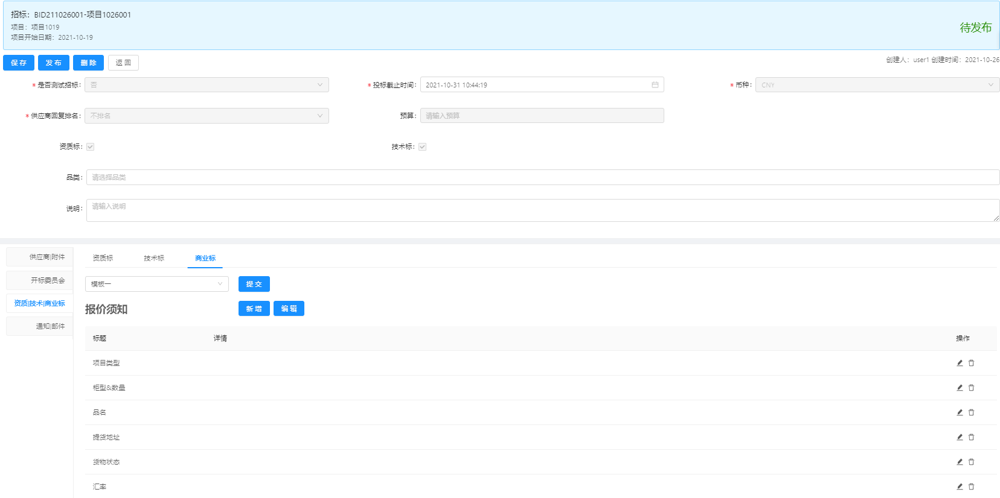 招标：BID211026001-项目1026001
项目：项目1019
项目开始日期：2021-10-19
待发布
保存 发布 删除 返回
创建人：user1 创建时间：2021-10-26
* 是否测试招标： 否
* 投标截止时间： 2021-10-31 10:44:19
* 币种： CNY
* 供应商回复排名： 不排名
预算： 请输入预算
资质标：
技术标：
品类： 请选择品类
说明： 请输入说明
供应商|附件
开标委员会
资质|技术|商业标
通知|邮件
资质标 技术标 商业标
模板一 提交
报价须知 新增 编辑
标题 详情 操作
项目类型
柜型&数量
品名
提货地址
货物状态
汇率